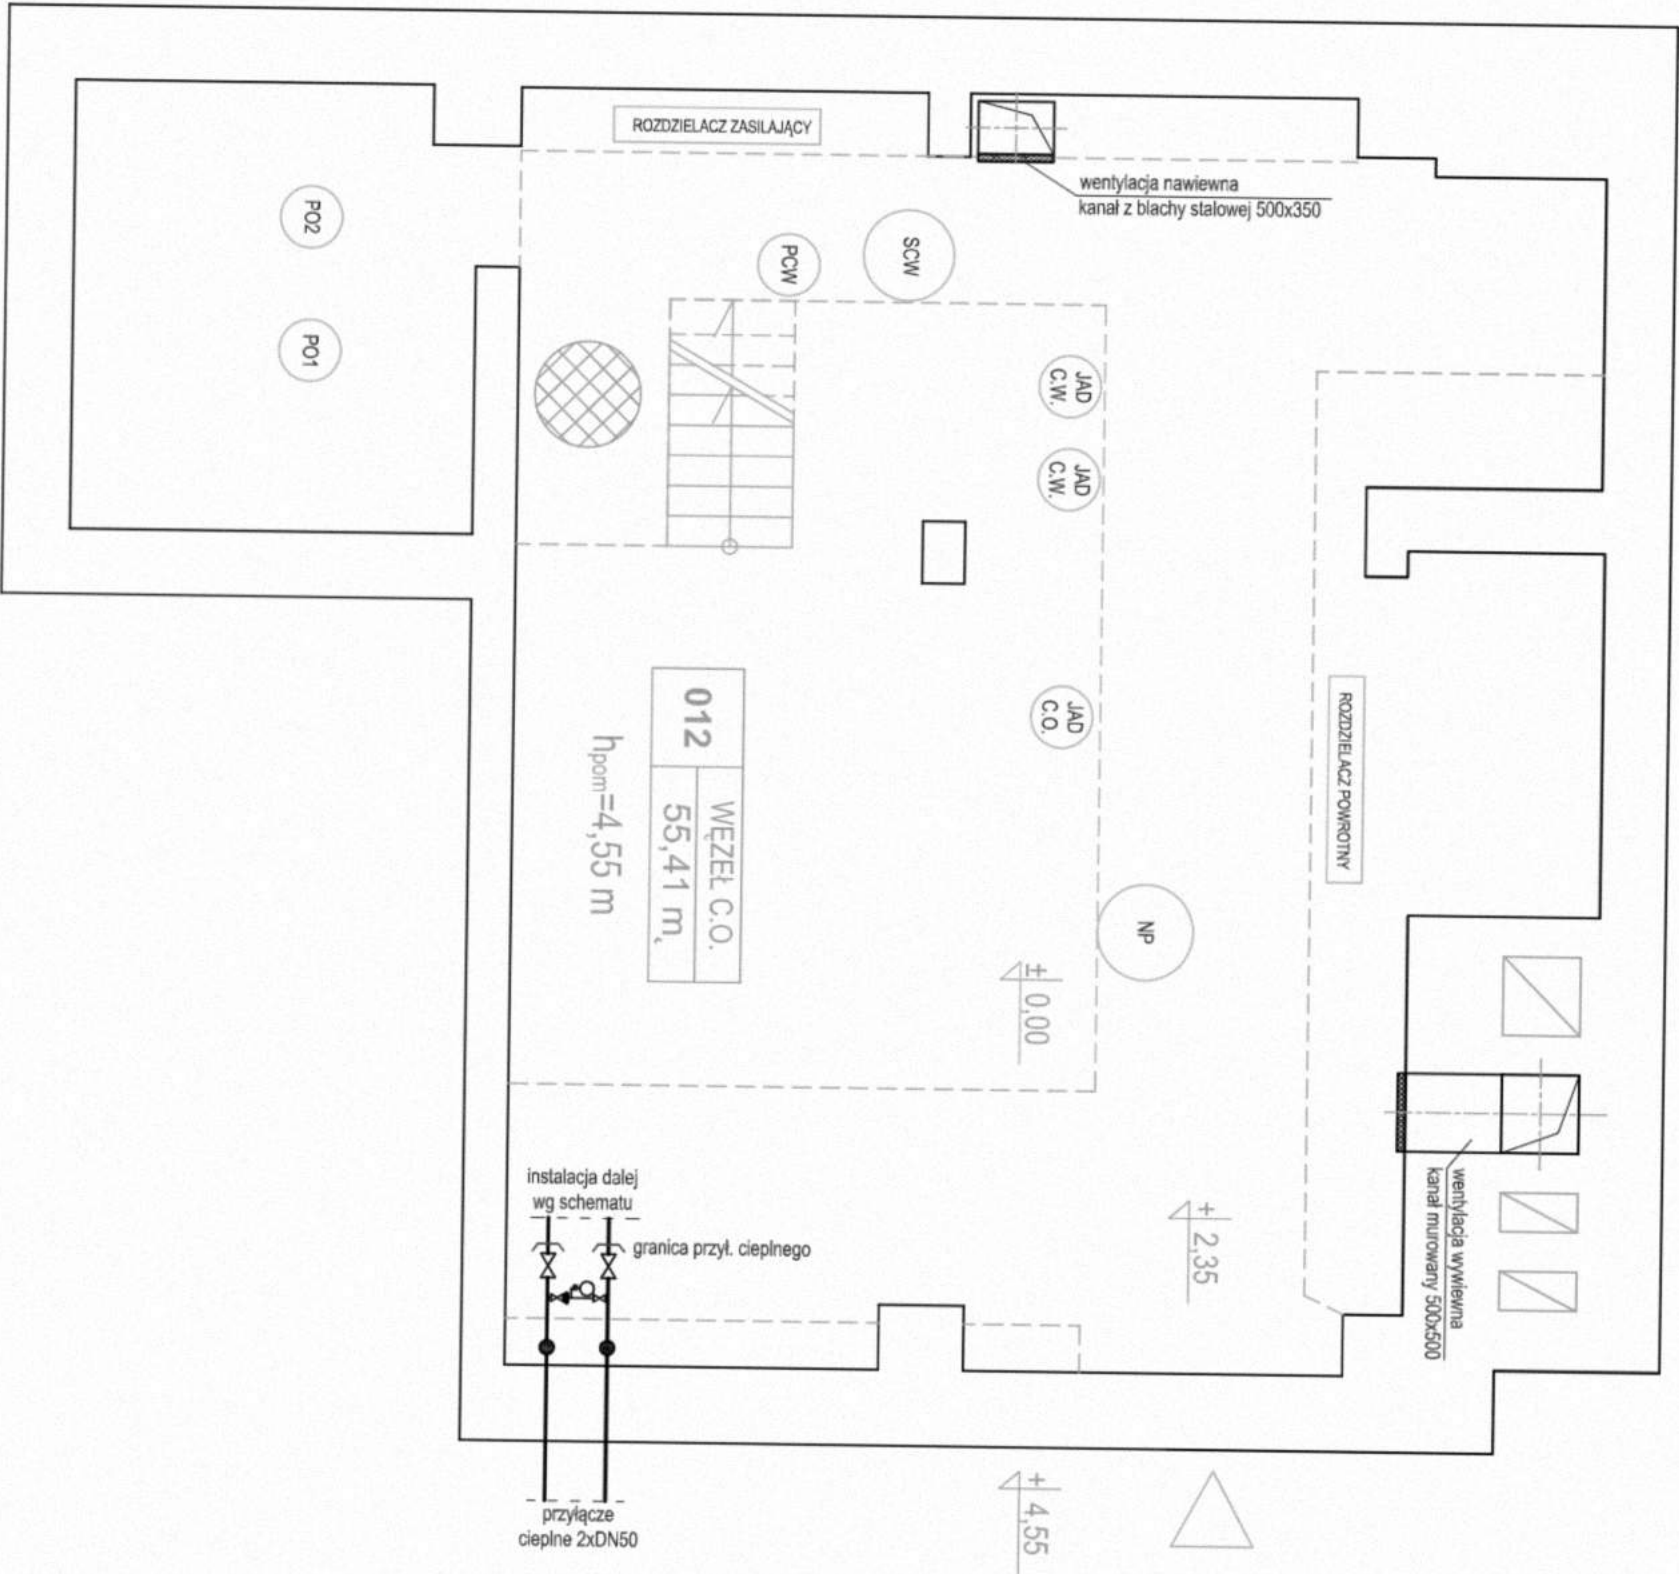 ROZDZIELACZ ZASILAJĄCY
wentylacja nawiewna
kanał z blachy stalowej 500x350
PO2
PCW
SCW
PO1
JAD
C.W.
JAD
C.W.
012
WĘZEŁ C.O.
55,41 m˛
hpom=4,55 m
JAD
C.O.
ROZDZIELACZ POWROTNY
NP
± 0,00
instalacja dalej
wg schematu
granica przył. cieplnego
+ 2,35
wentylacja wywiewna
kanał murowany 500x500
przyłącze
cieplne 2xDN50
+ 4,55